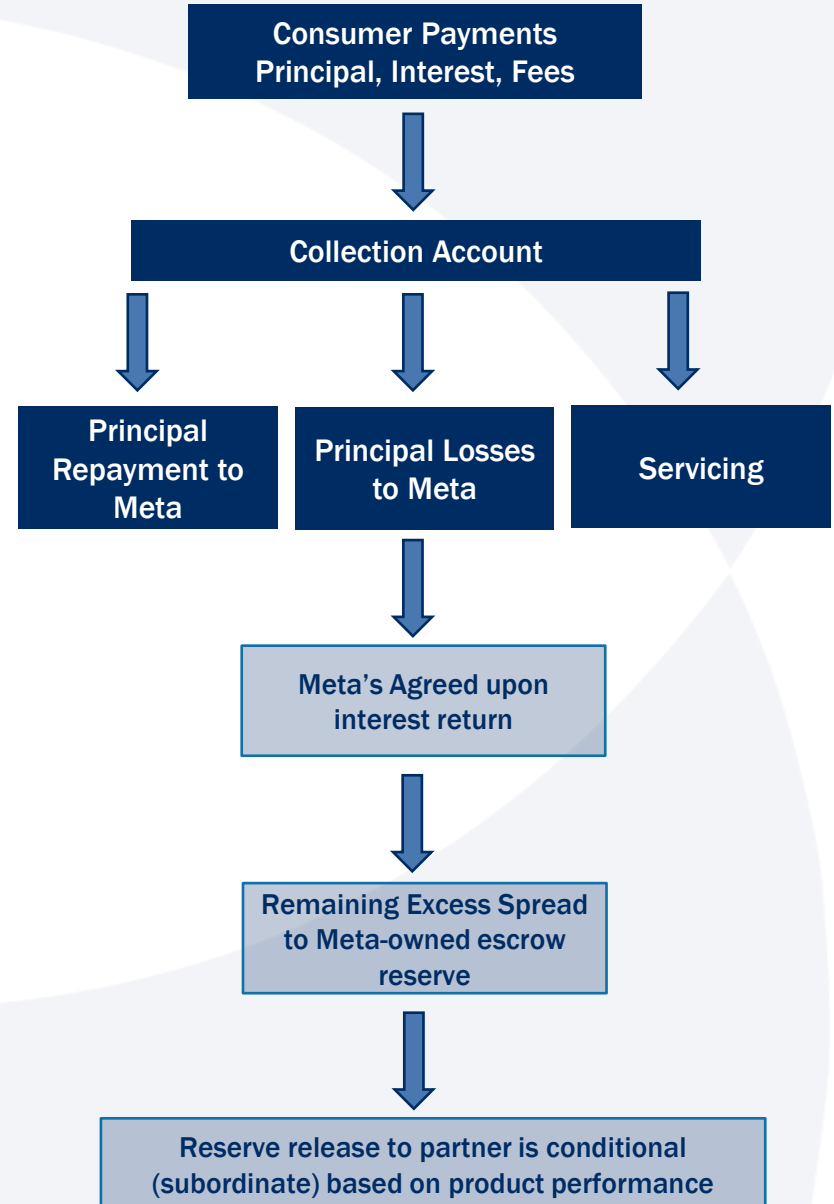 Consumer Payments
Principal, Interest, Fees
Collection Account
Principal
Repayment to
Meta
Principal Losses
to Meta
Servicing
Meta’s Agreed upon
interest return
Remaining Excess Spread
to Meta-owned escrow
reserve
Reserve release to partner is conditional
(subordinate) based on product performance